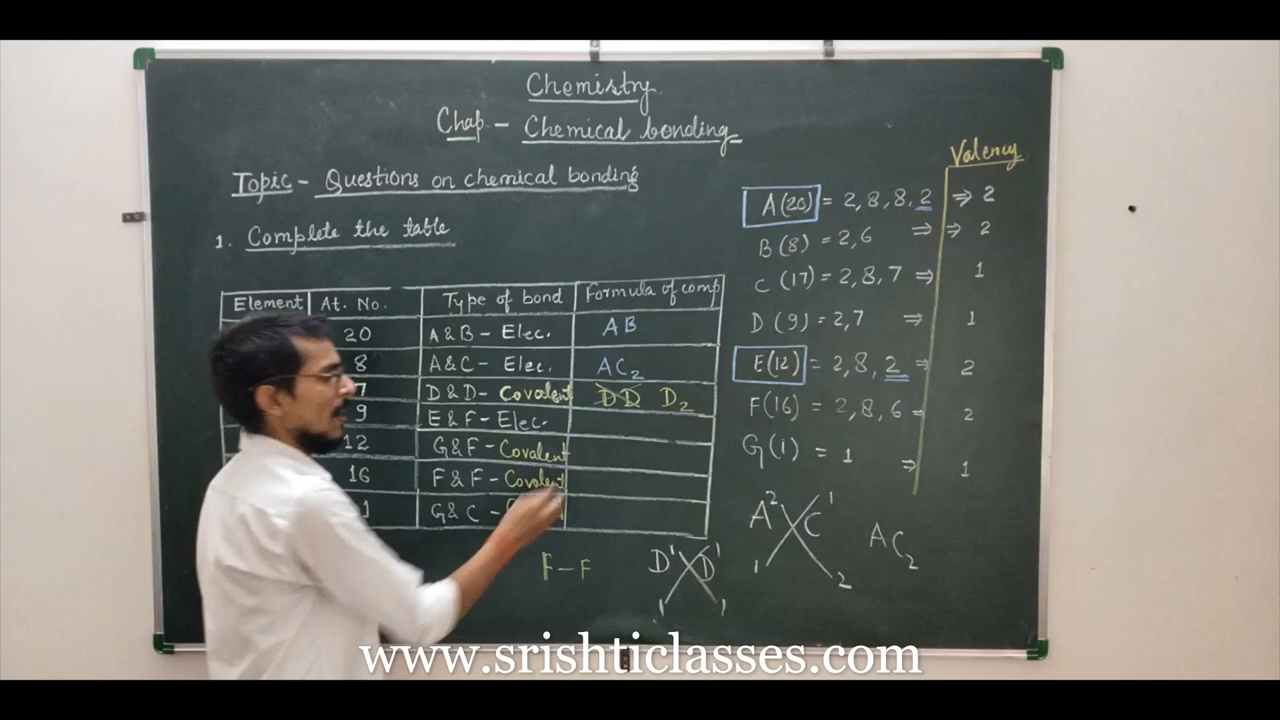 Chemistry
Chap - Chemical bonding
Topic - Questions on chemical bonding
1. Complete the table
Element At. No. Type of bond Formula of comp
20 A & B - Elec. AB
8 A & C - Elec. AC2
7 D & D - Covalent DD D2
9 E & F - Elec.
12 G & F - Covalent
16 F & F - Covalent
1 G & C -
F - F
D1 D1
1 1
Valency
A(20) = 2, 8, 8, 2 ⇒ 2
B(8) = 2, 6 ⇒ ⇒ 2
C(17) = 2, 8, 7 ⇒ 1
D(9) = 2, 7 ⇒ 1
E(12) = 2, 8, 2 ⇒ 2
F(16) = 2, 8, 6 ⇒ 2
G(1) = 1 ⇒ 1
A2 C1
1 2
AC2
www.srishticlasses.com